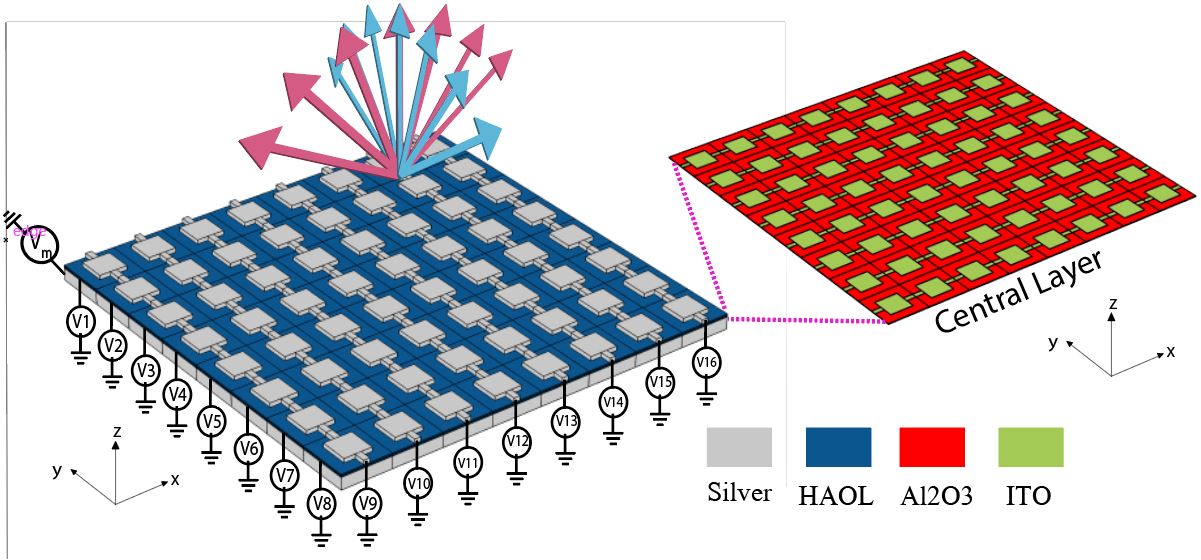 edge
Vm
V1
V2
V3
V4
V5
V6
V7
V8
V9
V10
V11
V12
V13
V14
V15
V16
z
y
x
Central Layer
z
y
x
Silver
HAOL
Al2O3
ITO